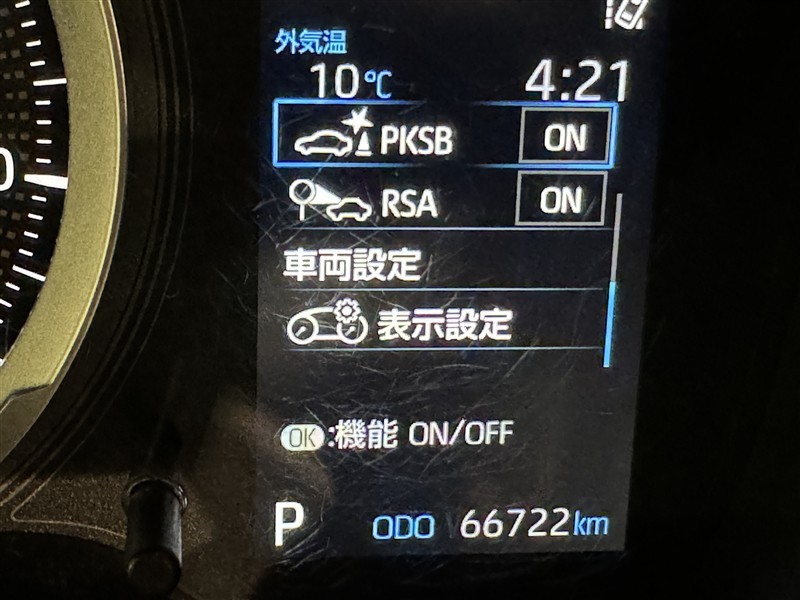 外気温
10℃ 4:21
PKSB ON
RSA ON
車両設定
表示設定
OK:機能 ON/OFF
P ODO 66722km
0